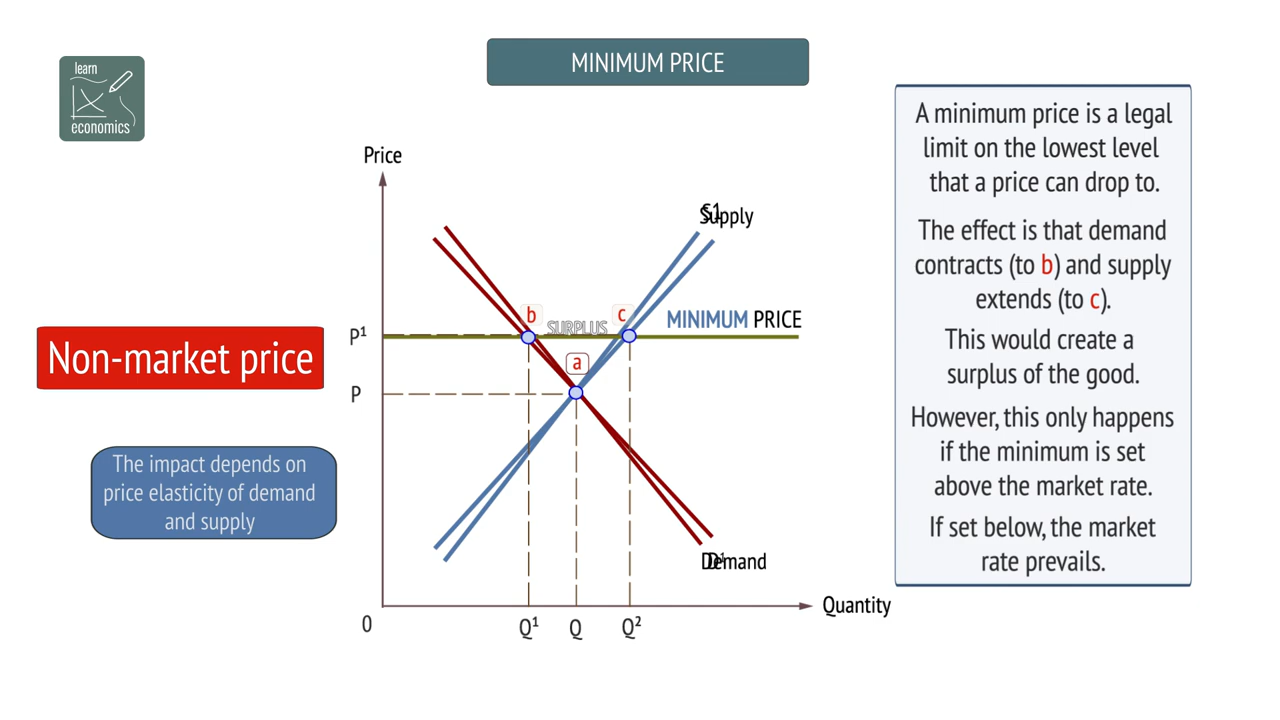 learn
economics
MINIMUM PRICE
Price
Supply
b
SURPLUS
c
MINIMUM PRICE
P¹
a
P
Non-market price
The impact depends on
price elasticity of demand
and supply
Demand
Quantity
0
Q¹
Q
Q²
A minimum price is a legal
limit on the lowest level
that a price can drop to.
The effect is that demand
contracts (to b) and supply
extends (to c).
This would create a
surplus of the good.
However, this only happens
if the minimum is set
above the market rate.
If set below, the market
rate prevails.